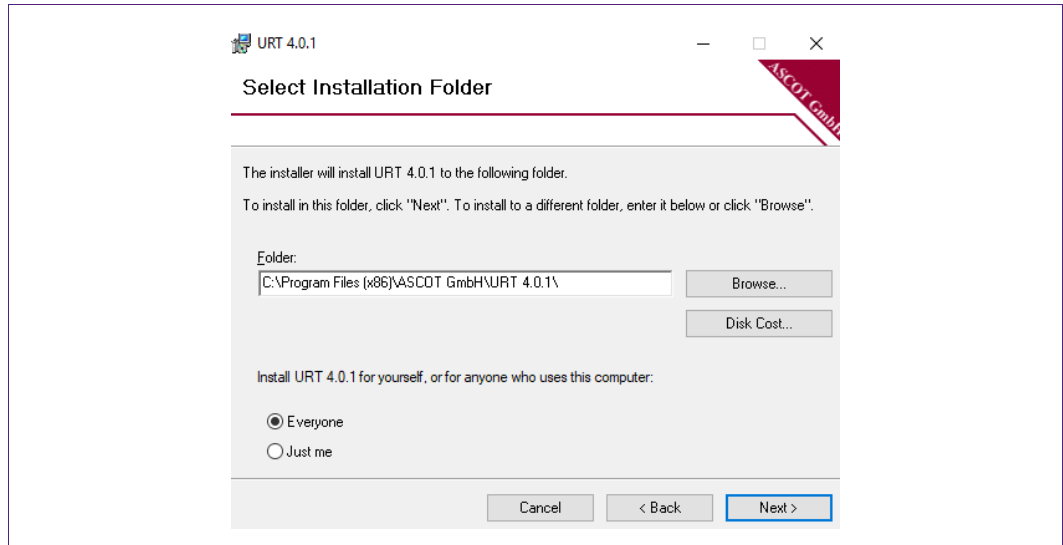 URT 4.0.1
Select Installation Folder
ASCOT GmbH
The installer will install URT 4.0.1 to the following folder.
To install in this folder, click "Next". To install to a different folder, enter it below or click "Browse".
Folder:
C:\Program Files (x86)\ASCOT GmbH\URT 4.0.1\
Browse...
Disk Cost...
Install URT 4.0.1 for yourself, or for anyone who uses this computer:
Everyone
Just me
Cancel
< Back
Next >